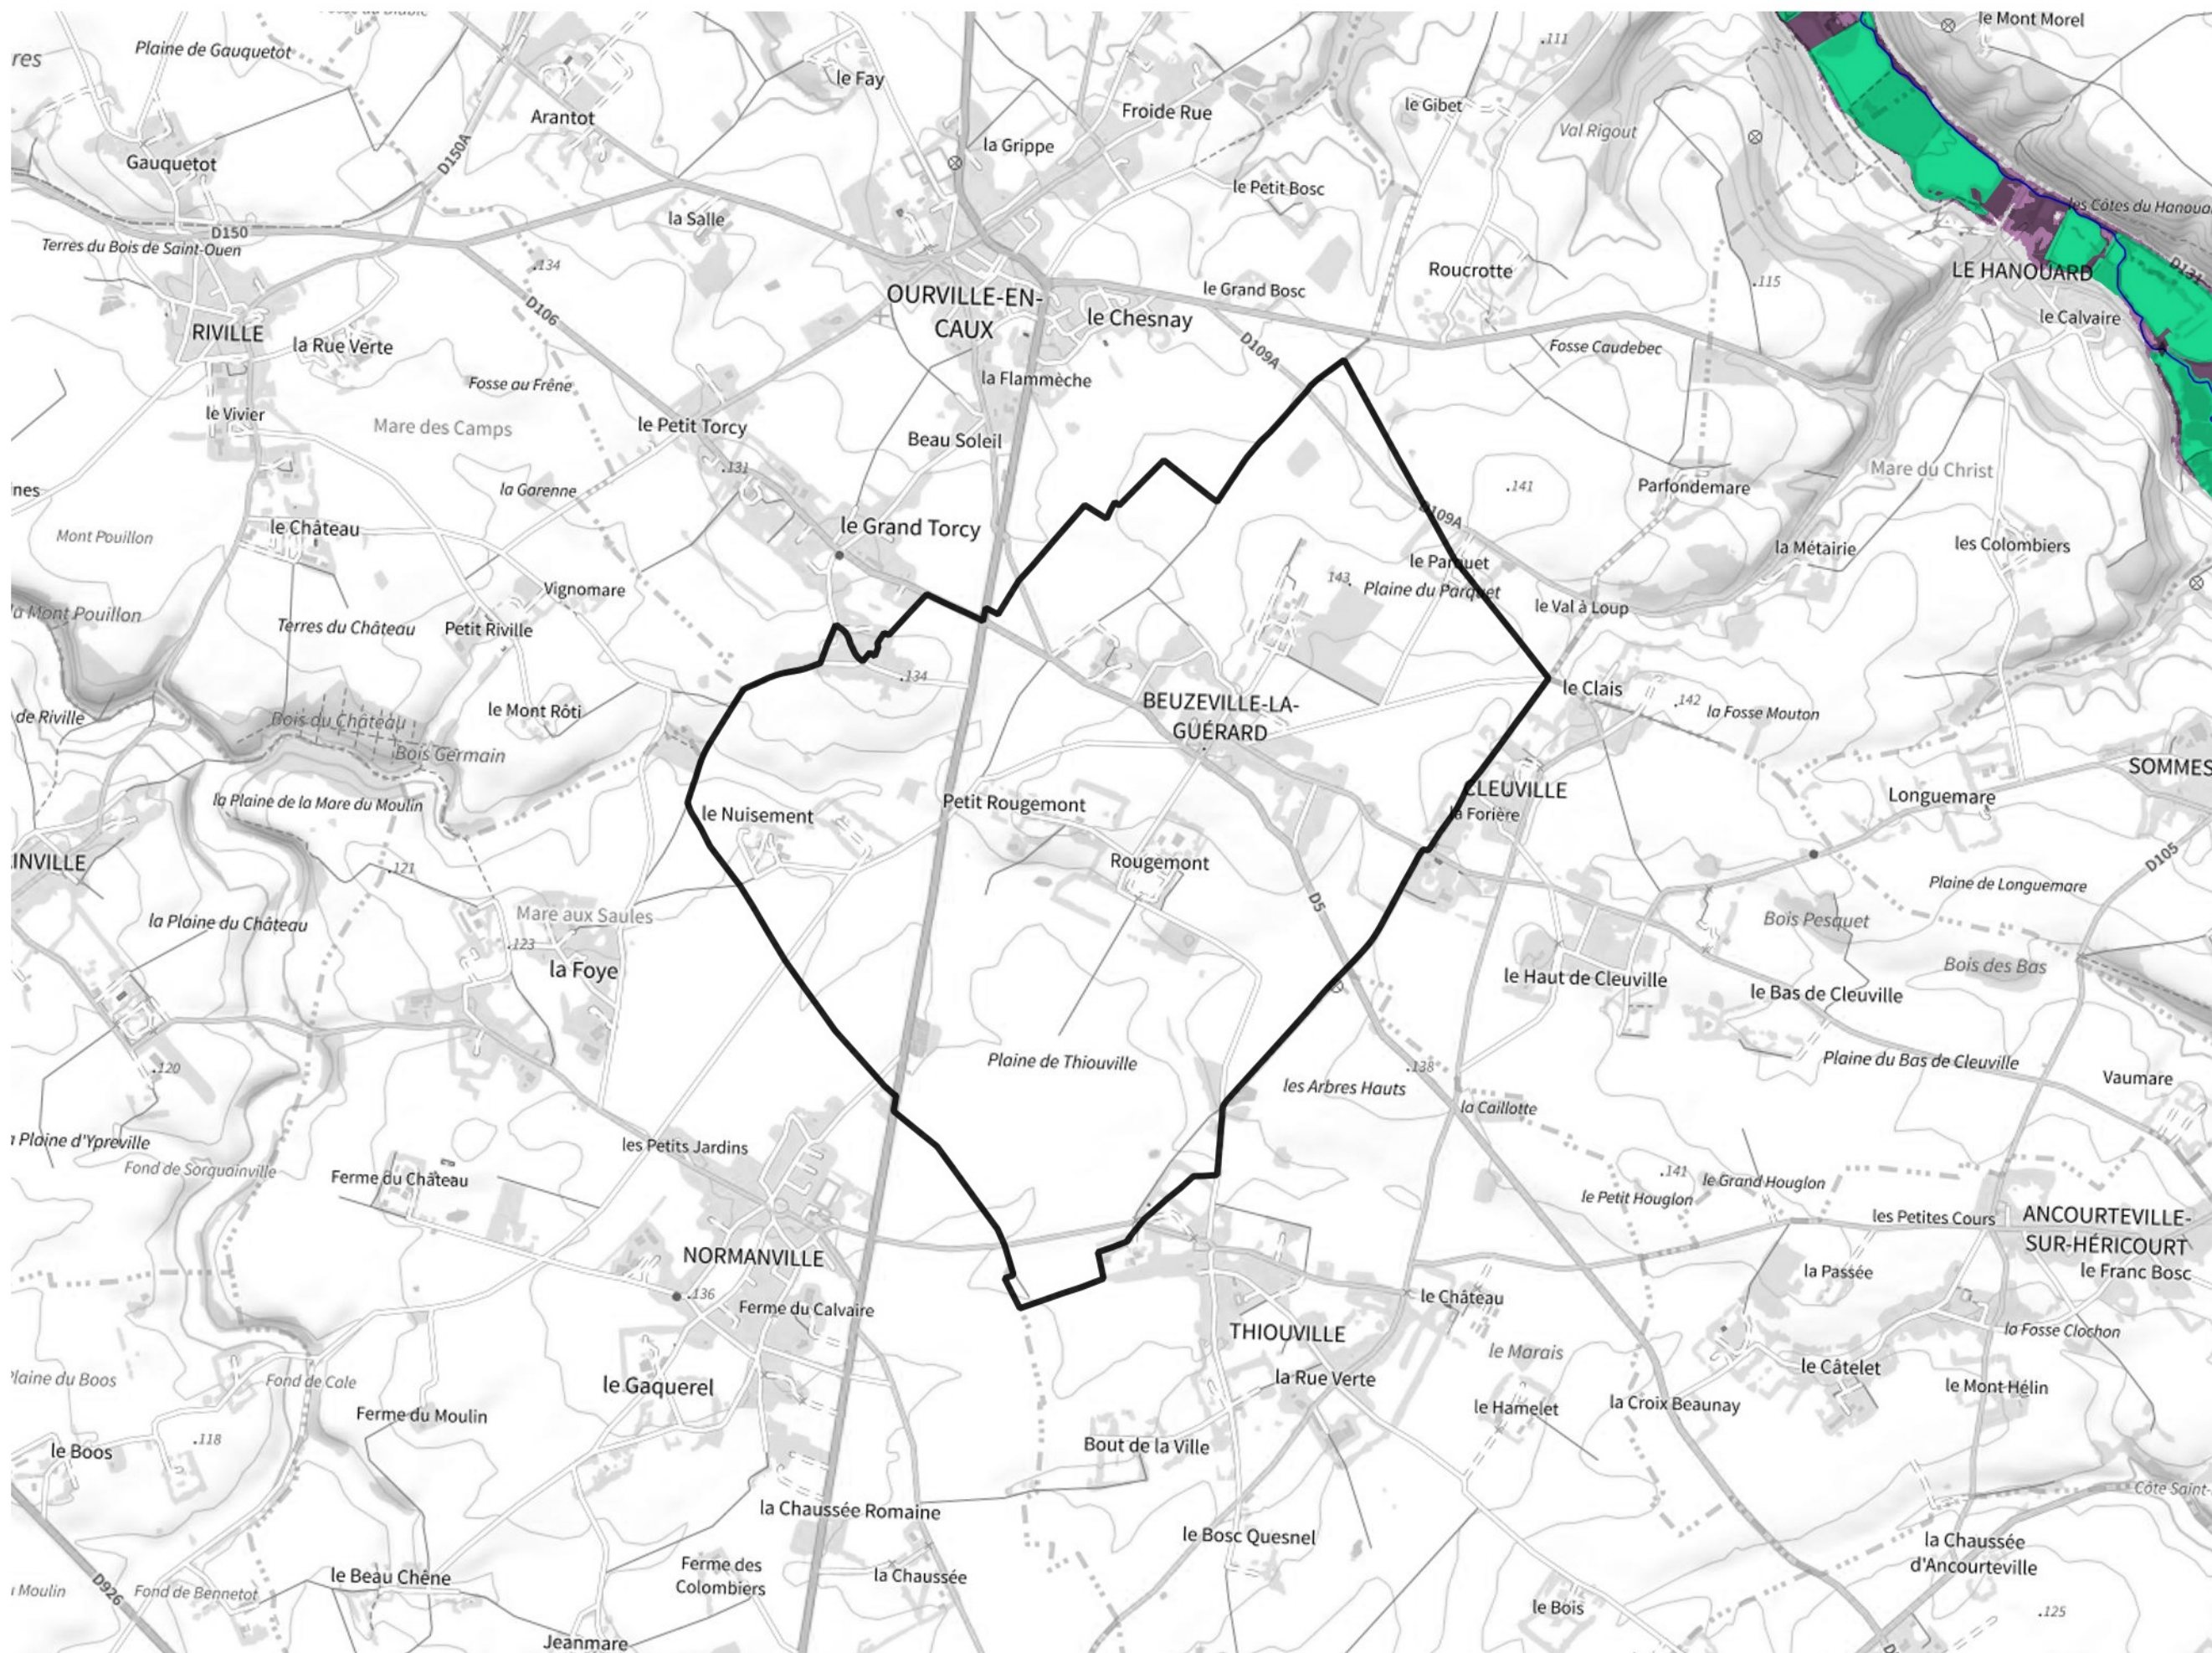 le Mont Morel
Plaine de Gauquetot
.111
res
le Fay
le Gibet
Froide Rue
Arantot
Val Rigout
D150A
la Grippe
Gauquetot
le Petit Bosc
les Côtes du Hanoua
la Salle
D150
Terres du Bois de Saint-Ouen
.134
D131
Roucrotte
LE HANOUARD
.115
le Grand Bosc
OURVILLE-EN-
CAUX
D106
le Chesnay
le Calvaire
RIVILLE
la Rue Verte
D109A
Fosse Caudebec
Fosse au Frêne
la Flammèche
le Vivier
Mare des Camps
le Petit Torcy
Beau Soleil
.131
Mare du Christ
nes
la Garenne
.141
Parfondemare
D109A
le Château
le Grand Torcy
Mont Pouillon
la Métairie
les Colombiers
le Parquet
143
Plaine du Parquet
Vignomare
le Val à Loup
la Mont Pouillon
Terres du Château
Petit Riville
.134
le Clais
BEUZEVILLE-LA-
GUÉRARD
.142
la Fosse Mouton
de Riville
Bois du Château
le Mont Rôti
Bois Germain
SOMMES
la Plaine de la Mare du Moulin
le Nuisement
Petit Rougemont
CLEUVILLE
la Forière
Longuemare
INVILLE
.121
Rougemont
D105
Plaine de Longuemare
la Plaine du Château
Mare aux Saules
D5
Bois Pesquet
.123
la Foye
le Haut de Cleuville
Bois des Bas
le Bas de Cleuville
.120
Plaine de Thiouville
.138
Plaine du Bas de Cleuville
les Arbres Hauts
Vaumare
la Caillotte
Plaine d'Ypreville
les Petits Jardins
Fond de Sorquainville
Ferme du Château
.141
le Grand Houglon
le Petit Houglon
les Petites Cours
ANCOURTEVILLE-
SUR-HÉRICOURT
NORMANVILLE
la Passée
le Franc Bosc
.136
Ferme du Calvaire
le Château
THIOUVILLE
la Fosse Clochon
le Marais
le Câtelet
Plaine du Boos
Fond de Cale
le Gaquerel
la Rue Verte
le Mont Hélin
Ferme du Moulin
le Hamelet
la Croix Beaunay
.118
le Boos
Bout de la Ville
Côte Saint-
la Chaussée Romaine
le Bosc Quesnel
la Chaussée
d'Ancourteville
D926
Moulin
Fond de Bennetot
le Beau Chêne
Ferme des
Colombiers
la Chaussée
le Bois
.125
Jeanmare